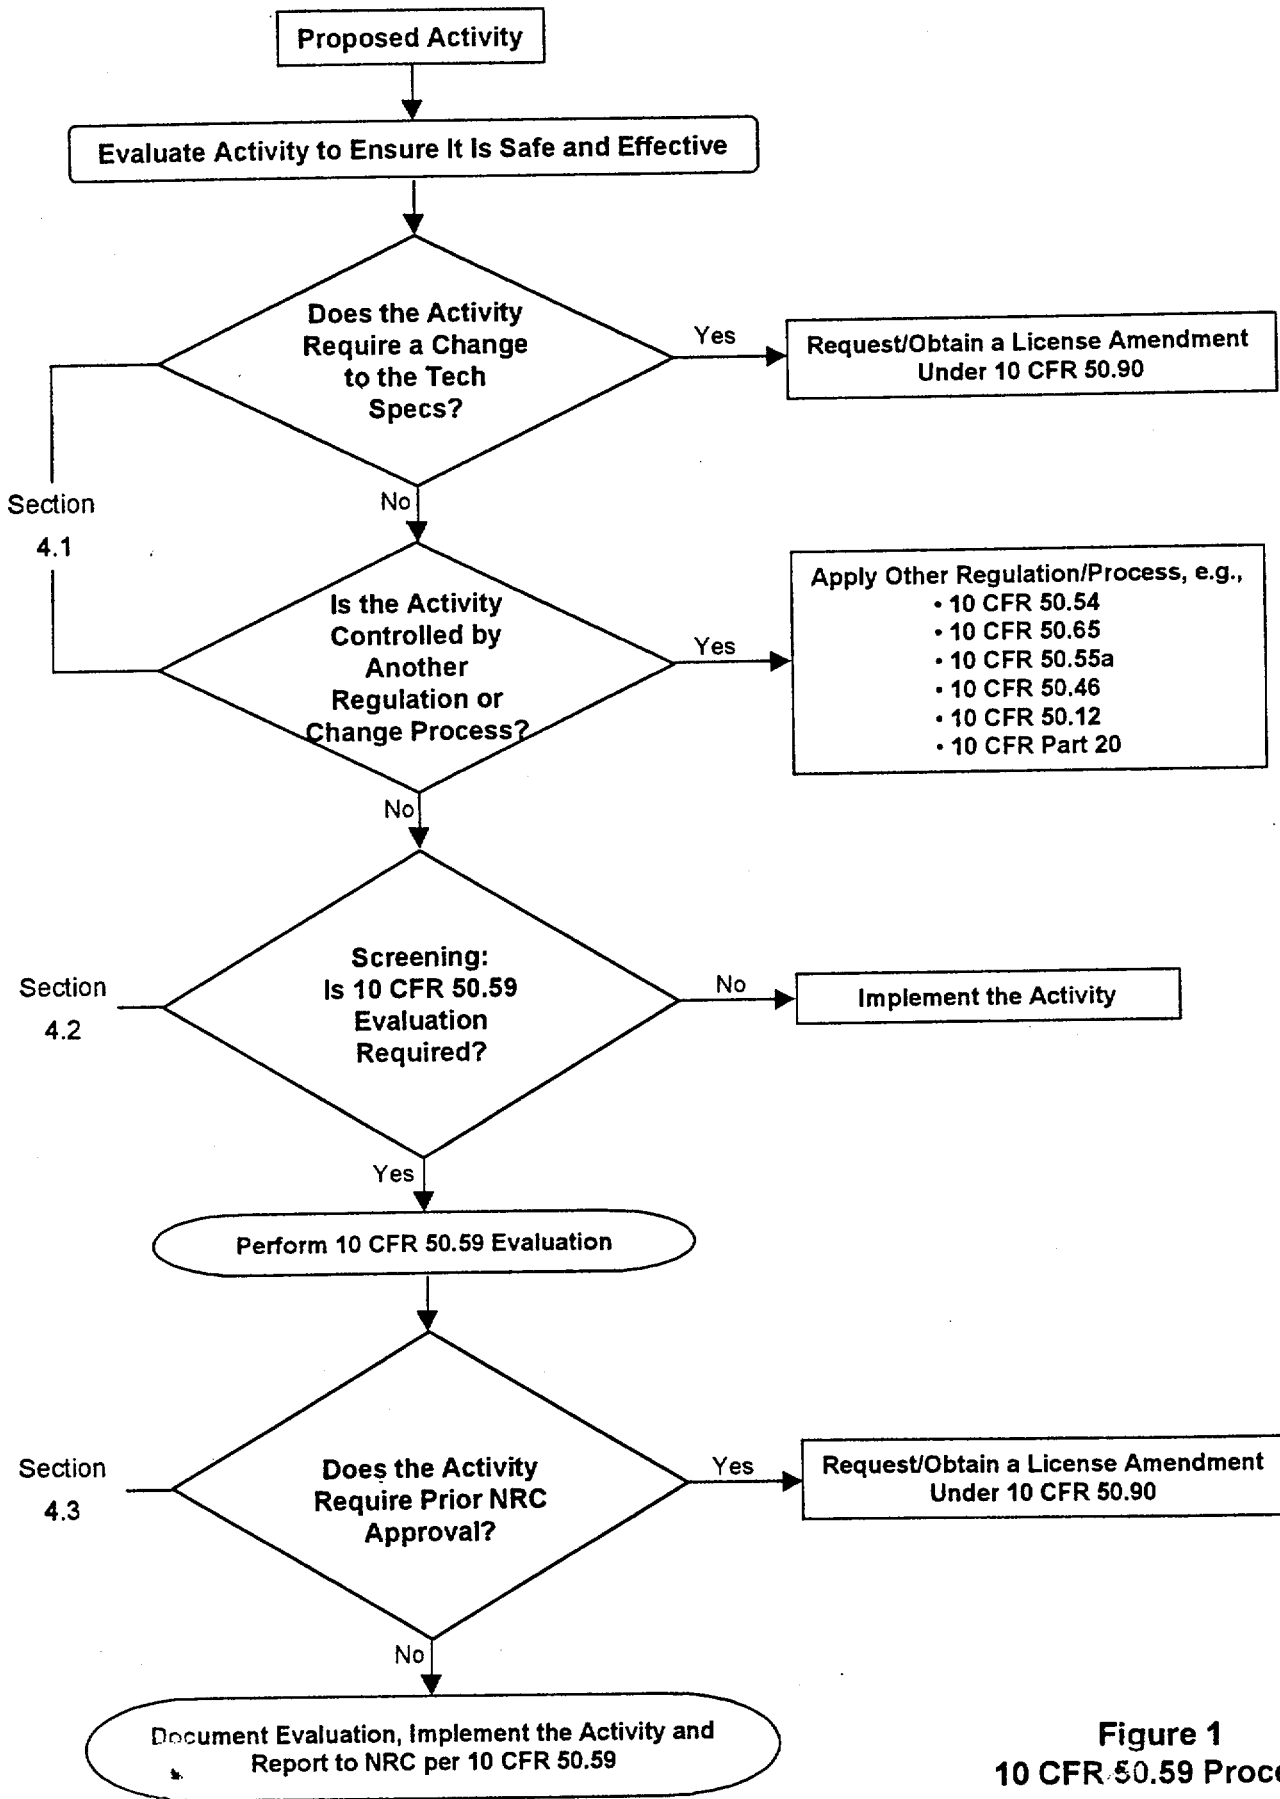 Proposed Activity
Evaluate Activity to Ensure It Is Safe and Effective
Does the Activity
Require a Change
to the Tech
Specs?
Yes
Request/Obtain a License Amendment
Under 10 CFR 50.90
Section
4.1
No
Is the Activity
Controlled by
Another
Regulation or
Change Process?
Yes
Apply Other Regulation/Process, e.g.,
• 10 CFR 50.54
• 10 CFR 50.65
• 10 CFR 50.55a
• 10 CFR 50.46
• 10 CFR 50.12
• 10 CFR Part 20
No
Section
4.2
Screening:
Is 10 CFR 50.59
Evaluation
Required?
No
Implement the Activity
Yes
Perform 10 CFR 50.59 Evaluation
Section
4.3
Does the Activity
Require Prior NRC
Approval?
Yes
Request/Obtain a License Amendment
Under 10 CFR 50.90
No
Document Evaluation, Implement the Activity and
Report to NRC per 10 CFR 50.59
Figure 1
10 CFR 50.59